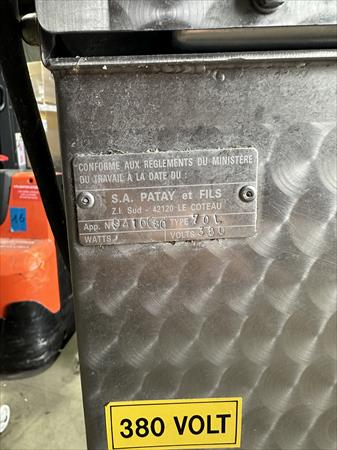 CONFORME AUX REGLEMENTS DU MINISTÈRE
DU TRAVAIL A LA DATE DU :
S.A. PATAY et FILS
Z.I. Sud - 42120 LE COTEAU
App. N° TYPE 70L
WATTS VOLTS 380
380 VOLT